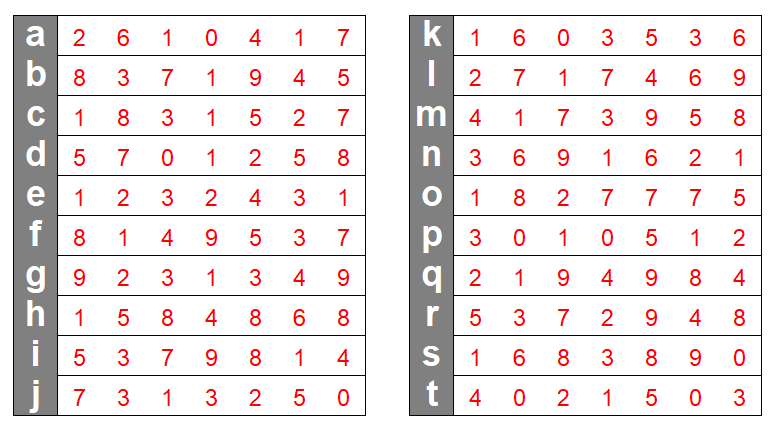 a 2 6 1 0 4 1 7
b 8 3 7 1 9 4 5
c 1 8 3 1 5 2 7
d 5 7 0 1 2 5 8
e 1 2 3 2 4 3 1
f 8 1 4 9 5 3 7
g 9 2 3 1 3 4 9
h 1 5 8 4 8 6 8
i 5 3 7 9 8 1 4
j 7 3 1 3 2 5 0
k 1 6 0 3 5 3 6
l 2 7 1 7 4 6 9
m 4 1 7 3 9 5 8
n 3 6 9 1 6 2 1
o 1 8 2 7 7 7 5
p 3 0 1 0 5 1 2
q 2 1 9 4 9 8 4
r 5 3 7 2 9 4 8
s 1 6 8 3 8 9 0
t 4 0 2 1 5 0 3